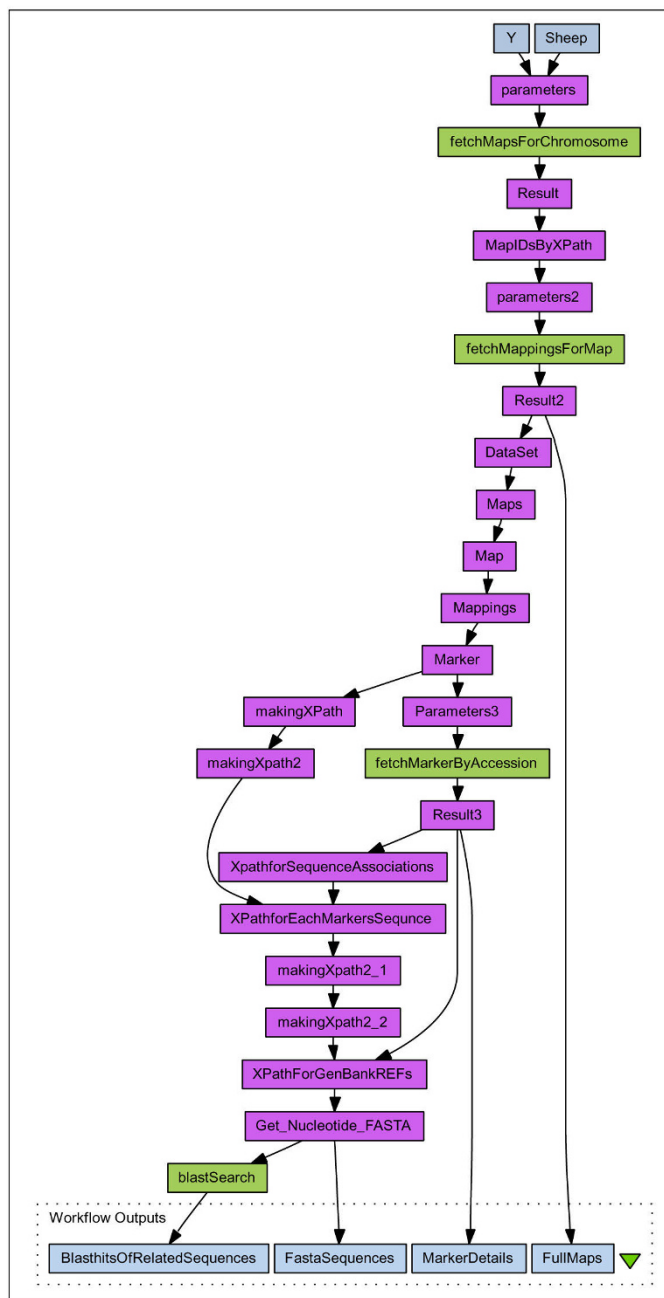 Y
Sheep
parameters
fetchMapsForChromosome
Result
MapIDsByXPath
parameters2
fetchMappingsForMap
Result2
DataSet
Maps
Map
Mappings
Marker
makingXPath
Parameters3
makingXpath2
fetchMarkerByAccession
Result3
XpathforSequenceAssociations
XPathforEachMarkersSequnce
makingXpath2_1
makingXpath2_2
XPathForGenBankREFs
Get_Nucleotide_FASTA
blastSearch
Workflow Outputs
BlasthitsOfRelatedSequences
FastaSequences
MarkerDetails
FullMaps